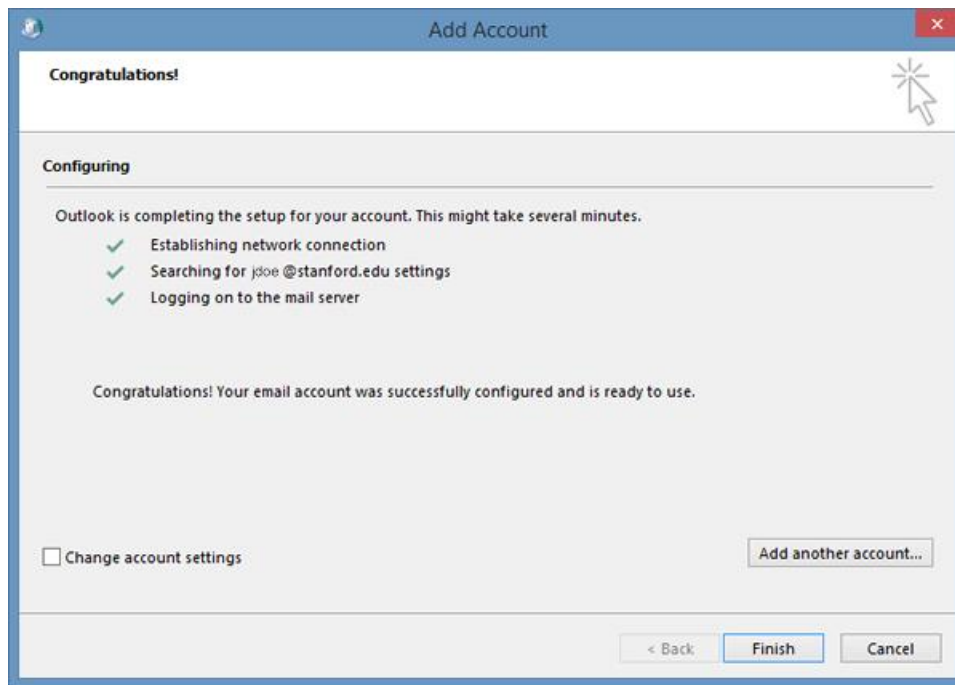 Add Account
Congratulations!
Configuring
Outlook is completing the setup for your account. This might take several minutes.
Establishing network connection
Searching for jdoe @stanford.edu settings
Logging on to the mail server
Congratulations! Your email account was successfully configured and is ready to use.
Change account settings
Add another account...
< Back
Finish
Cancel